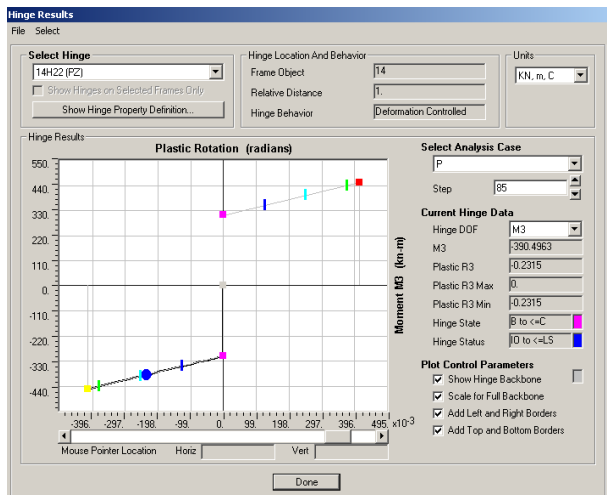 Hinge Results
File Select
Select Hinge
14H22 (PZ)
Show Hinges on Selected Frames Only
Show Hinge Property Definition...
Hinge Location And Behavior
Frame Object 14
Relative Distance 1.
Hinge Behavior Deformation Controlled
Units
KN, m, C
Hinge Results
Plastic Rotation (radians)
550.
440.
330.
220.
110.
0.
-110.
-220.
-330.
-440.
-396. -297. -198. -99. 0. 99. 198. 297. 396. 495. x10-3
Moment M3 (kn-m)
Mouse Pointer Location Horiz Vert
Select Analysis Case
P
Step 85
Current Hinge Data
Hinge DOF M3
M3 -390.4963
Plastic R3 -0.2315
Plastic R3 Max 0.
Plastic R3 Min -0.2315
Hinge State B to <=C
Hinge Status IO to <=LS
Plot Control Parameters
Show Hinge Backbone
Scale for Full Backbone
Add Left and Right Borders
Add Top and Bottom Borders
Done